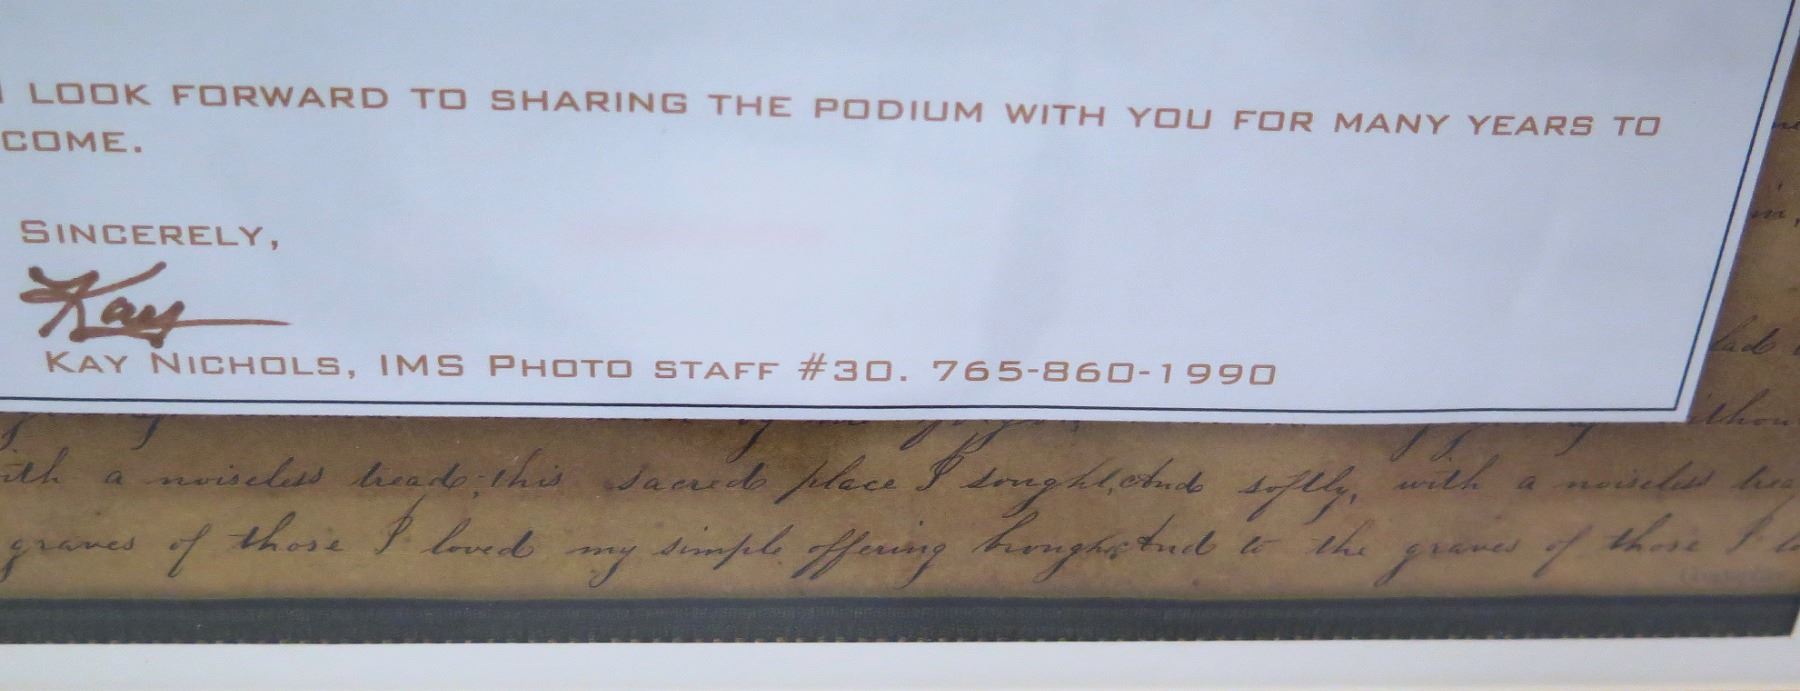 I LOOK FORWARD TO SHARING THE PODIUM WITH YOU FOR MANY YEARS TO
COME.
SINCERELY,
Kay
KAY NICHOLS, IMS PHOTO STAFF #30. 765-860-1990
with a noiseless tread; this sacred place I sought, And softly, with a noiseless
graves of those I loved my simple offering brought And to the graves of those I